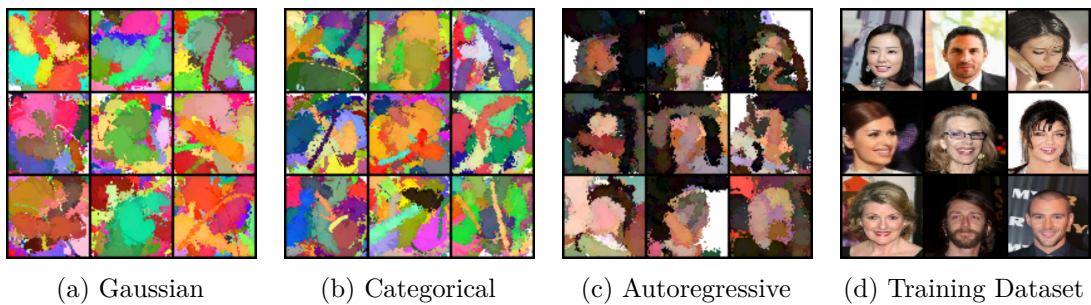 (a) Gaussian
(b) Categorical
(c) Autoregressive
(d) Training Dataset